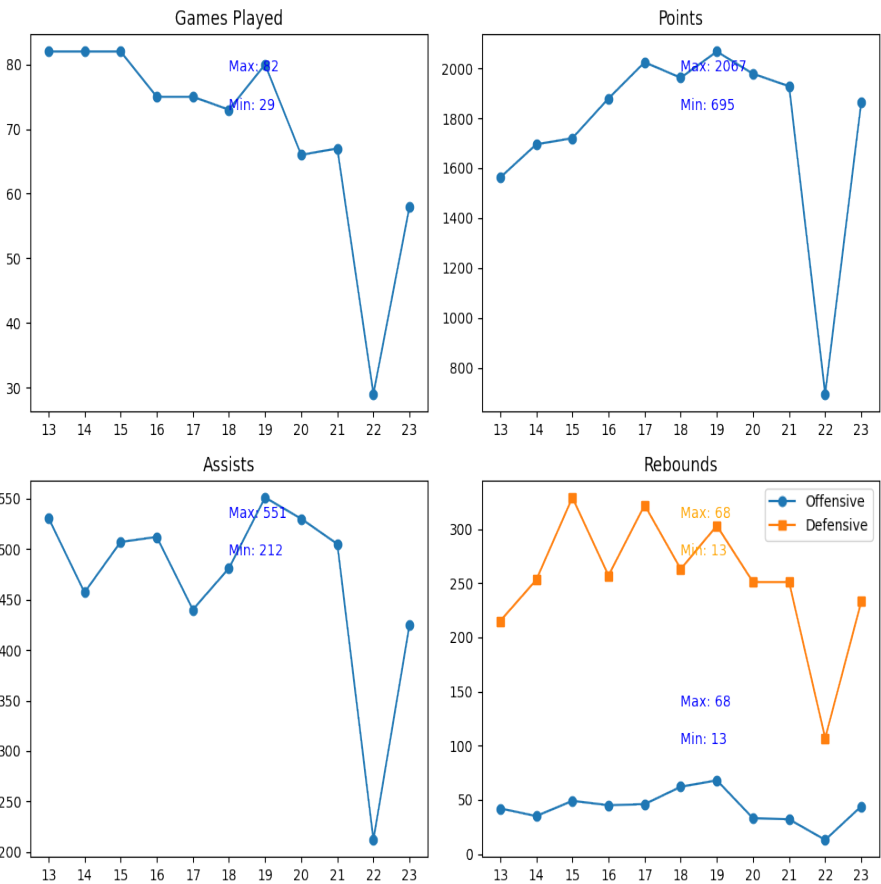 Games Played
80
70
60
50
40
30
Max: 82
Min: 29
13 14 15 16 17 18 19 20 21 22 23
Points
2000
1800
1600
1400
1200
1000
800
Max: 2067
Min: 695
13 14 15 16 17 18 19 20 21 22 23
Assists
550
500
450
400
350
300
250
200
Max: 551
Min: 212
13 14 15 16 17 18 19 20 21 22 23
Rebounds
300
250
200
150
100
50
0
Offensive
Defensive
Max: 68
Min: 13
Max: 68
Min: 13
13 14 15 16 17 18 19 20 21 22 23